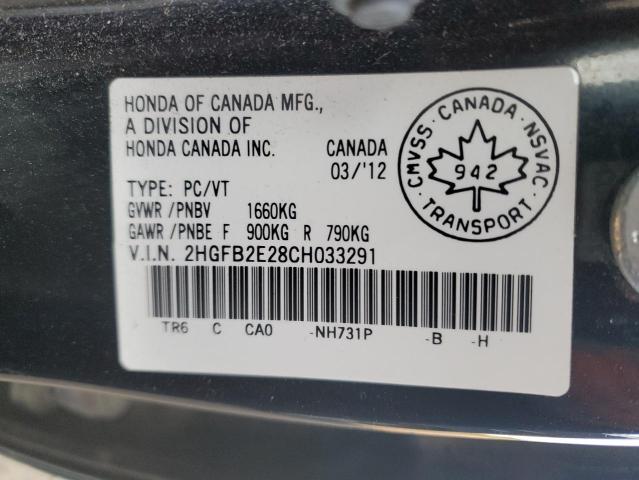 HONDA OF CANADA MFG.,
A DIVISION OF
HONDA CANADA INC. CANADA
03/'12
TYPE: PC/VT
GVWR /PNBV 1660KG
GAWR /PNBE F 900KG R 790KG
V.I.N. 2HGFB2E28CH033291
TR6 C CA0 -NH731P -B -H
CMVSS · CANADA · NSVAC · TRANSPORT ·
942